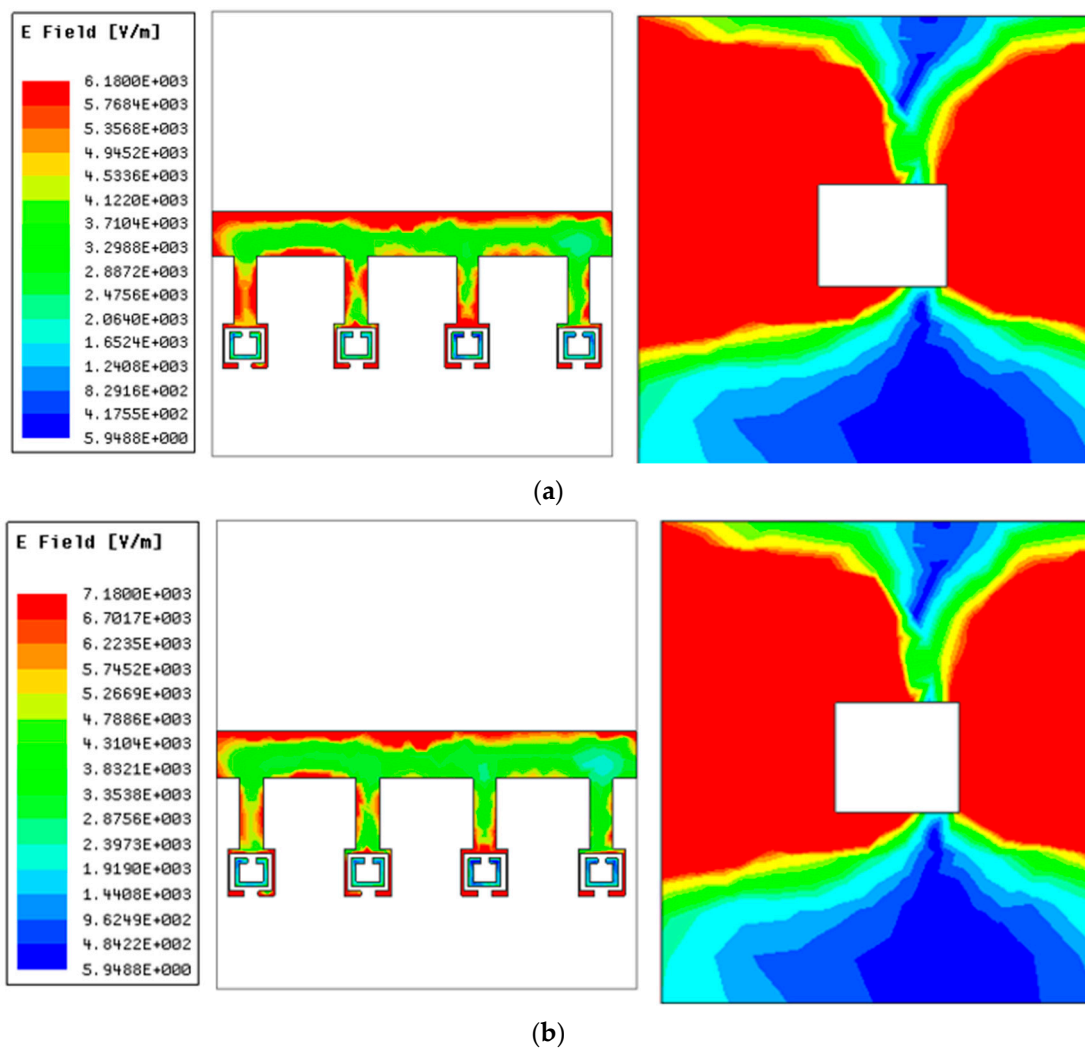 E Field [V/m]
6.1800E+003
5.7684E+003
5.3568E+003
4.9452E+003
4.5336E+003
4.1220E+003
3.7104E+003
3.2988E+003
2.8872E+003
2.4756E+003
2.0640E+003
1.6524E+003
1.2408E+003
8.2916E+002
4.1755E+002
5.9488E+000
(a)
E Field [V/m]
7.1800E+003
6.7017E+003
6.2235E+003
5.7452E+003
5.2669E+003
4.7886E+003
4.3104E+003
3.8321E+003
3.3538E+003
2.8756E+003
2.3973E+003
1.9190E+003
1.4408E+003
9.6249E+002
4.8422E+002
5.9488E+000
(b)